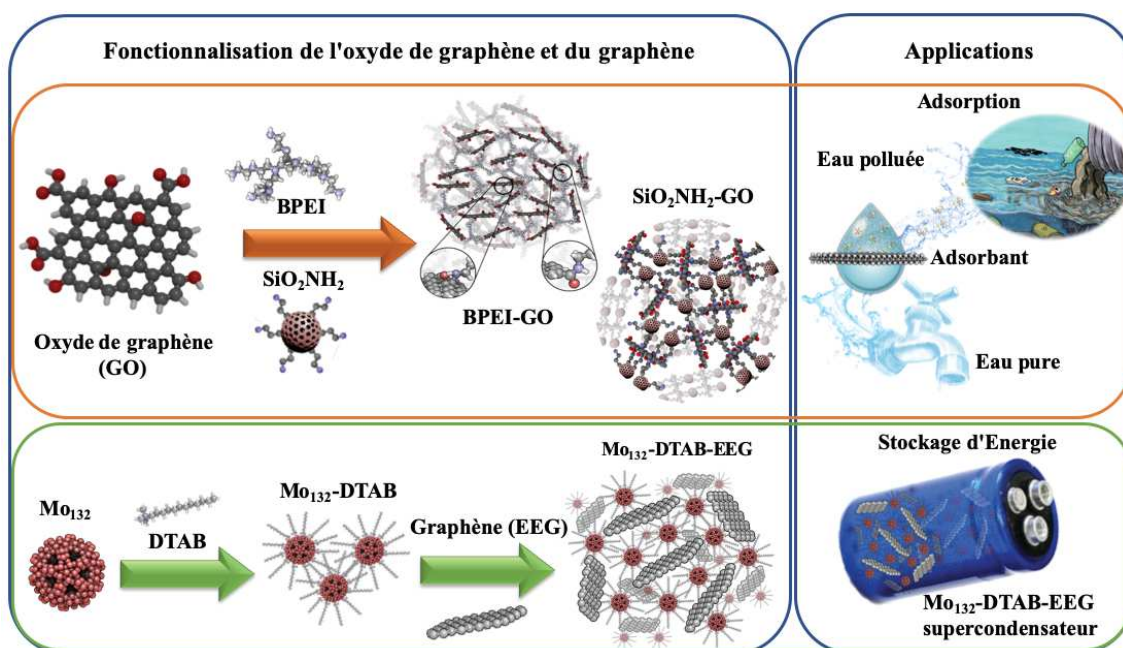 Fonctionnalisation de l'oxyde de graphène et du graphène
Applications
BPEI
SiO₂NH₂
Oxyde de graphène
(GO)
BPEI-GO
SiO₂NH₂-GO
Adsorption
Eau polluée
Adsorbant
Eau pure
Mo₁₃₂
DTAB
Mo₁₃₂-DTAB
Graphène (EEG)
Mo₁₃₂-DTAB-EEG
Stockage d'Energie
Mo₁₃₂-DTAB-EEG
supercondensateur